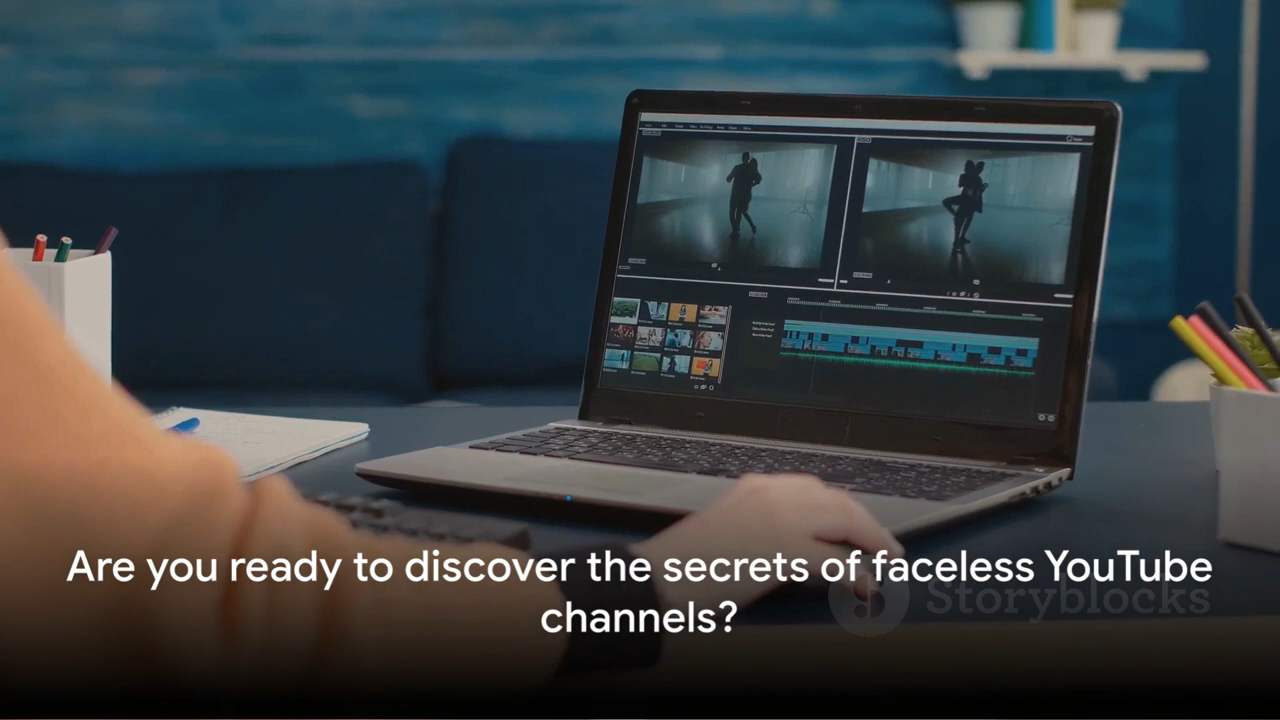 Are you ready to discover the secrets of faceless YouTube
channels?
Storyblocks